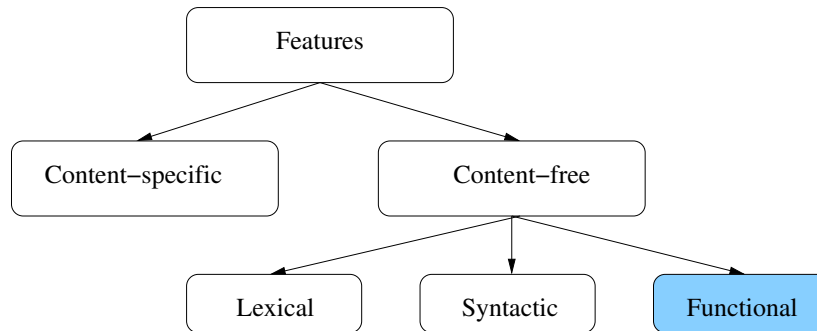 Features
Content−specific
Content−free
Lexical
Syntactic
Functional